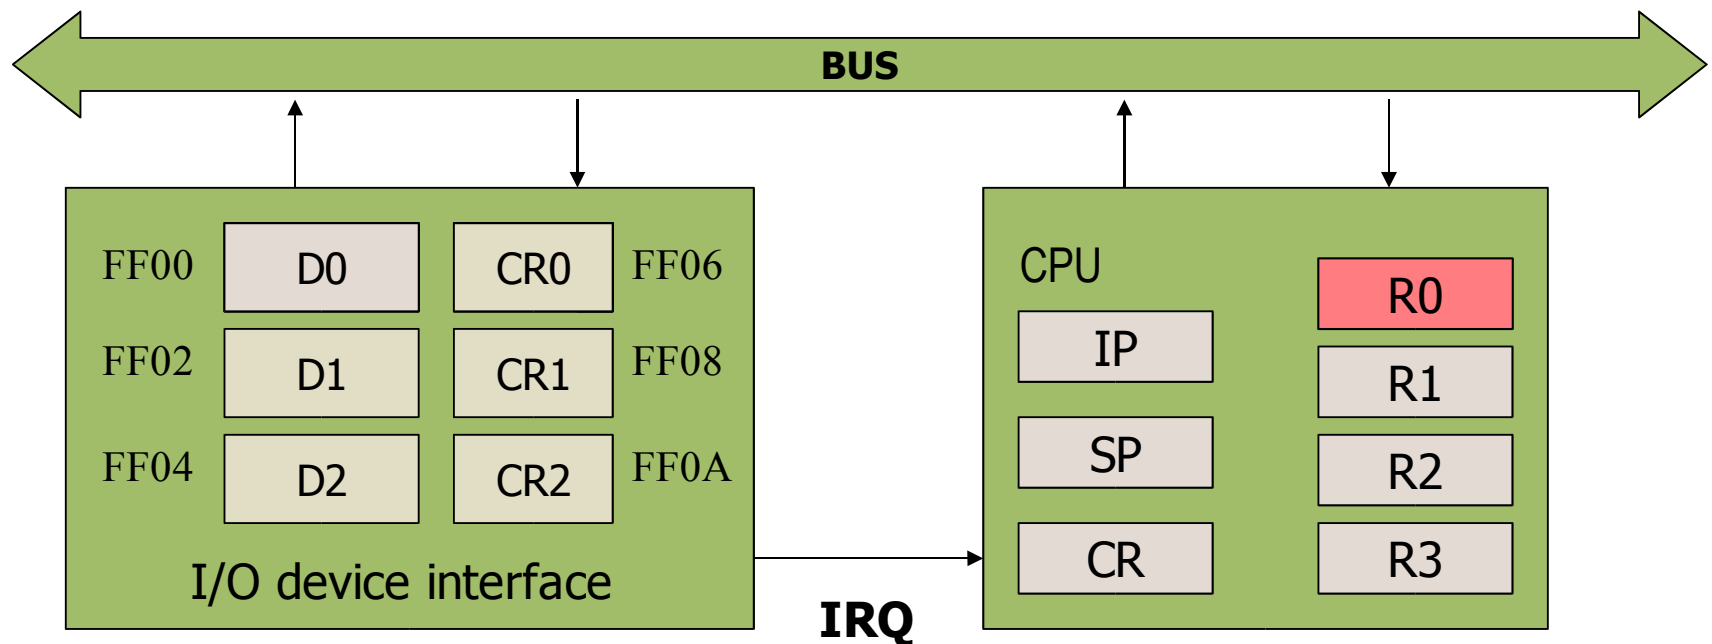 BUS
FF00 D0 CR0 FF06
FF02 D1 CR1 FF08
FF04 D2 CR2 FF0A
I/O device interface
IRQ
CPU
IP
SP
CR
R0
R1
R2
R3